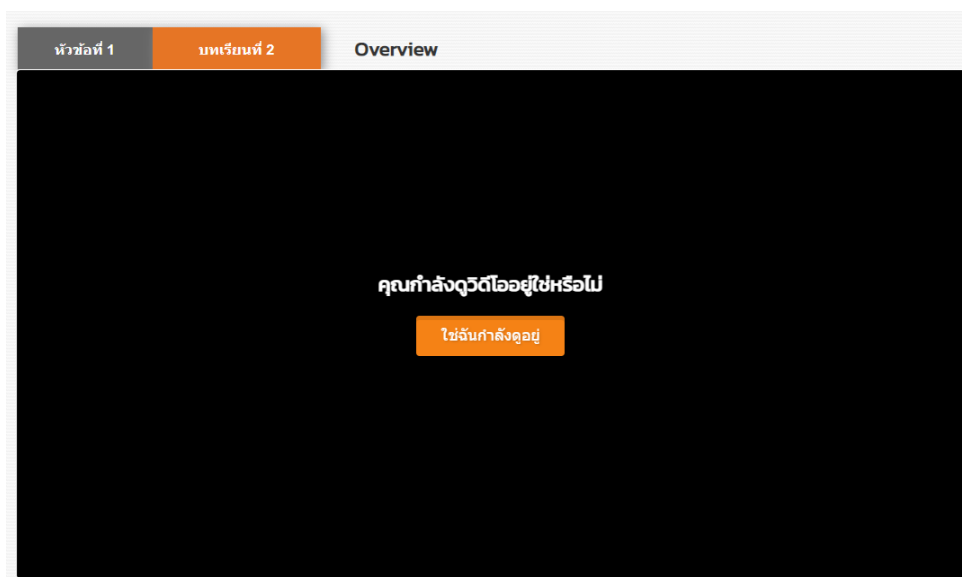 หัวข้อที่ 1 บทเรียนที่ 2 Overview
คุณกำลังดูวิดีโออยู่ใช่หรือไม่
ใช่ฉันกำลังดูอยู่